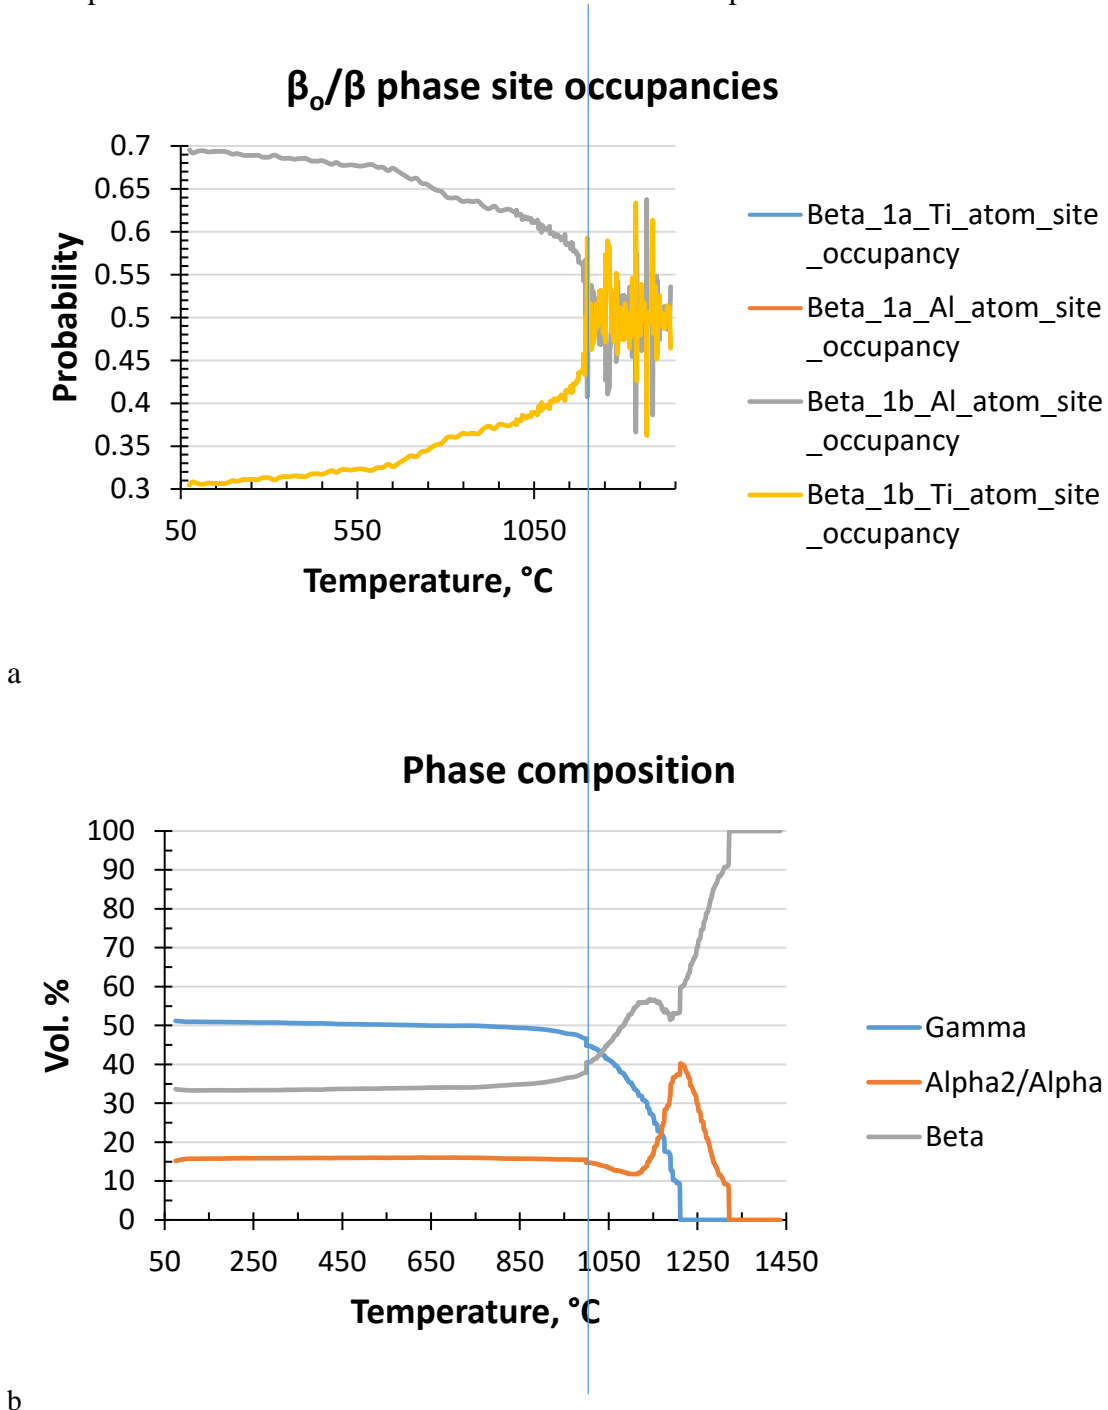 β₀/β phase site occupancies
0.7
0.65
0.6
0.55
0.5
0.45
0.4
0.35
0.3
Probability
50 550 1050
Temperature, °C
Beta_1a_Ti_atom_site
_occupancy
Beta_1a_Al_atom_site
_occupancy
Beta_1b_Al_atom_site
_occupancy
Beta_1b_Ti_atom_site
_occupancy
a
Phase composition
100
90
80
70
60
50
40
30
20
10
0
Vol. %
50 250 450 650 850 1050 1250 1450
Temperature, °C
Gamma
Alpha2/Alpha
Beta
b